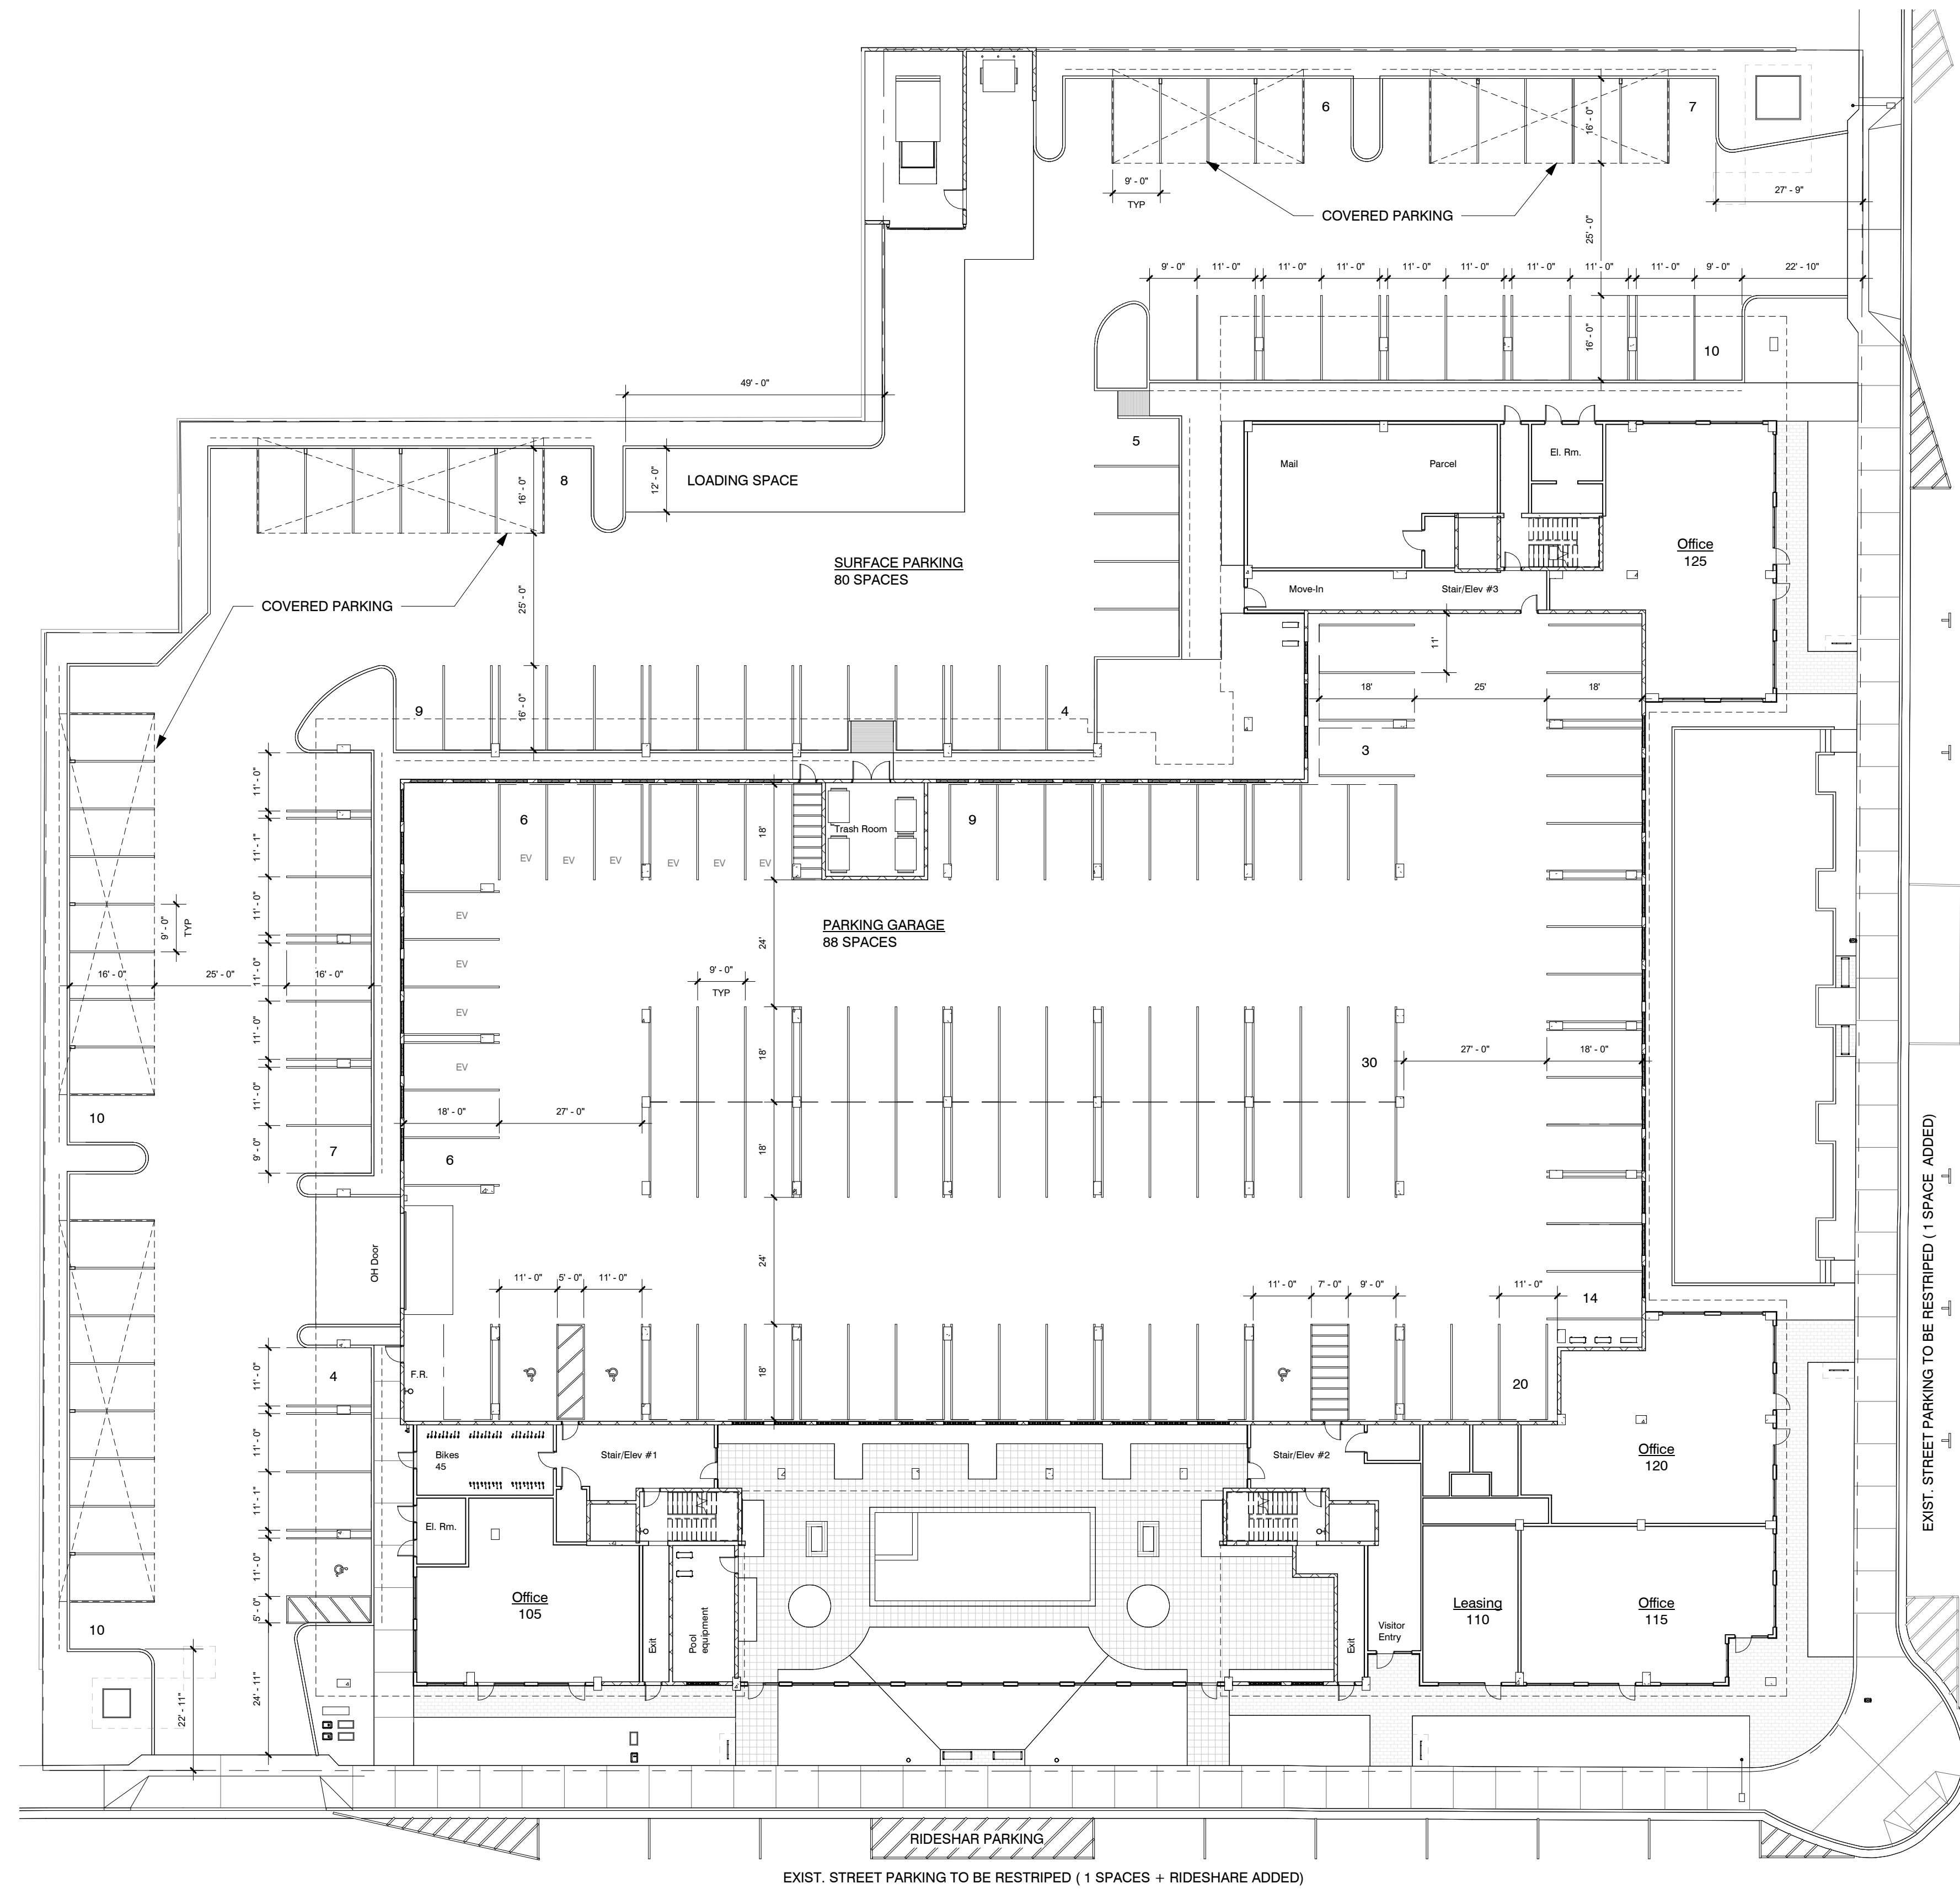 6
7
16' - 0"
9' - 0"
TYP
COVERED PARKING
27' - 9"
25' - 0"
9' - 0" 11' - 0" 11' - 0" 11' - 0" 11' - 0" 11' - 0" 11' - 0" 11' - 0" 11' - 0" 9' - 0" 22' - 10"
16' - 0"
10
49' - 0"
5
8
16' - 0"
12' - 0"
LOADING SPACE
Mail
Parcel
El. Rm.
Office
125
SURFACE PARKING
80 SPACES
25' - 0"
COVERED PARKING
Move-In
Stair/Elev #3
11'
18'
25'
18'
9
16' - 0"
4
3
11' - 0"
11' - 1"
11' - 0"
11' - 0"
11' - 0"
11' - 0"
9' - 0"
6
18'
Trash Room
9
EV EV EV EV EV EV
EV
EV
EV
EV
PARKING GARAGE
88 SPACES
24'
9' - 0"
TYP
9' - 0"
TYP
16' - 0"
25' - 0"
16' - 0"
18'
30
27' - 0"
18' - 0"
18' - 0"
27' - 0"
10
7
6
18'
OH Door
24'
11' - 0" 5' - 0" 11' - 0"
11' - 0" 7' - 0" 9' - 0"
11' - 0"
14
4
F.R.
18'
20
11' - 0"
11' - 0"
11' - 1"
11' - 0"
5' - 0"
24' - 11"
Bikes
45
Stair/Elev #1
Stair/Elev #2
Office
120
El. Rm.
Office
105
Exit
Pool
equipment
Exit
Visitor
Entry
Leasing
110
Office
115
10
22' - 11"
EXIST. STREET PARKING TO BE RESTRIPED ( 1 SPACE ADDED)
RIDESHAR PARKING
EXIST. STREET PARKING TO BE RESTRIPED ( 1 SPACES + RIDESHARE ADDED)